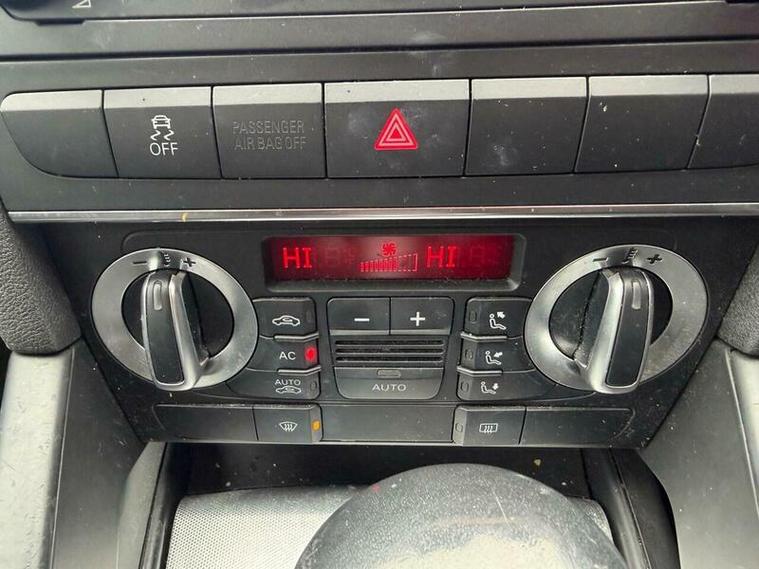 OFF
PASSENGER
AIR BAG OFF
HI HI
− +
AC
AUTO
AUTO